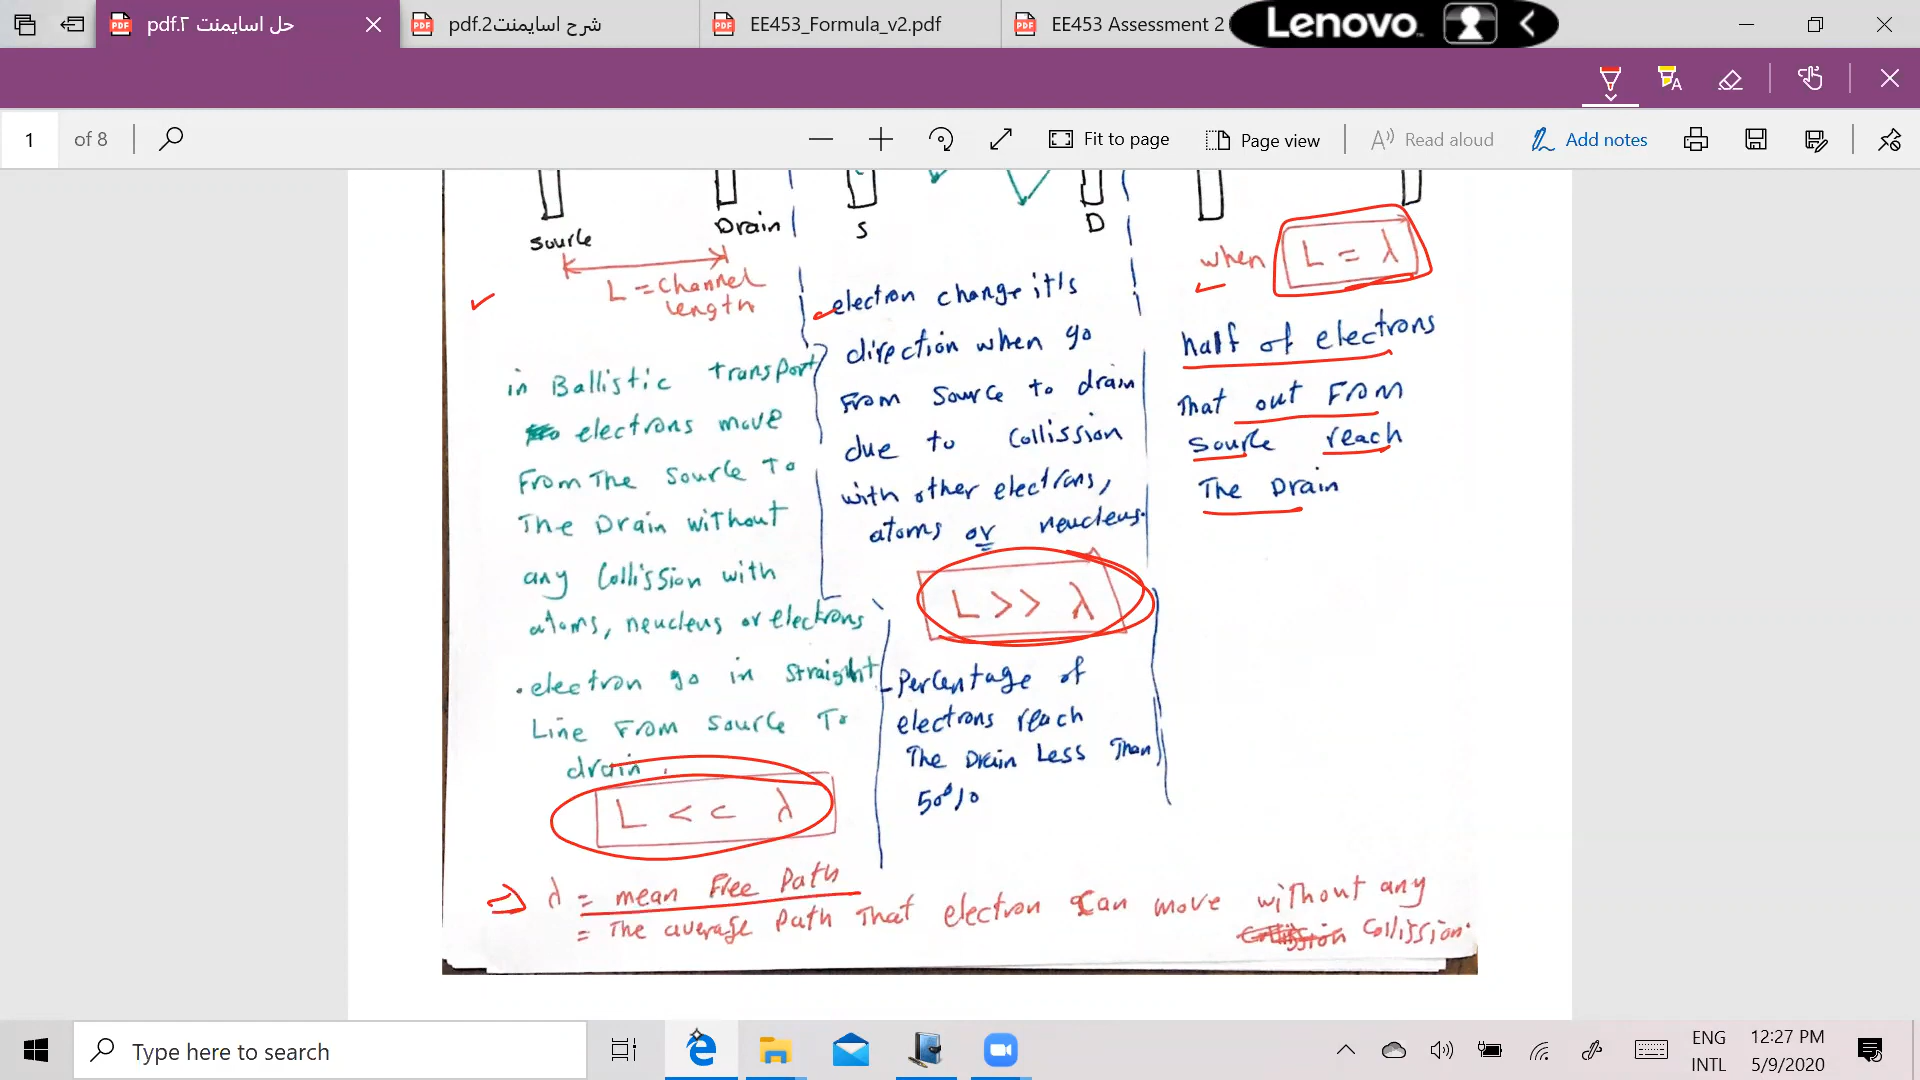 حل اسايمنت ٢.pdf
شرح اسايمنت2.pdf
EE453_Formula_v2.pdf
EE453 Assessment 2
Lenovo
1 of 8
Fit to page
Page view
Read aloud
Add notes
Source
Drain
L = Channel
length
in Ballistic transport
electrons move
From The Source To
The Drain without
any Collission with
atoms, neucleus or electrons
. electron go in straight
Line From Source To
drain.
L << λ
S
D
electron change it's
direction when go
From Source to drain
due to Collission
with other electrons,
atoms or neucleus.
L >> λ
- Percentage of
electrons reach
The Drain Less Than
50%
when L = λ
half of electrons
That out From
Source reach
The Drain
⇒ λ = mean Free Path
= The average Path That electron Can move without any
Collission Collission.
Type here to search
ENG
INTL
12:27 PM
5/9/2020